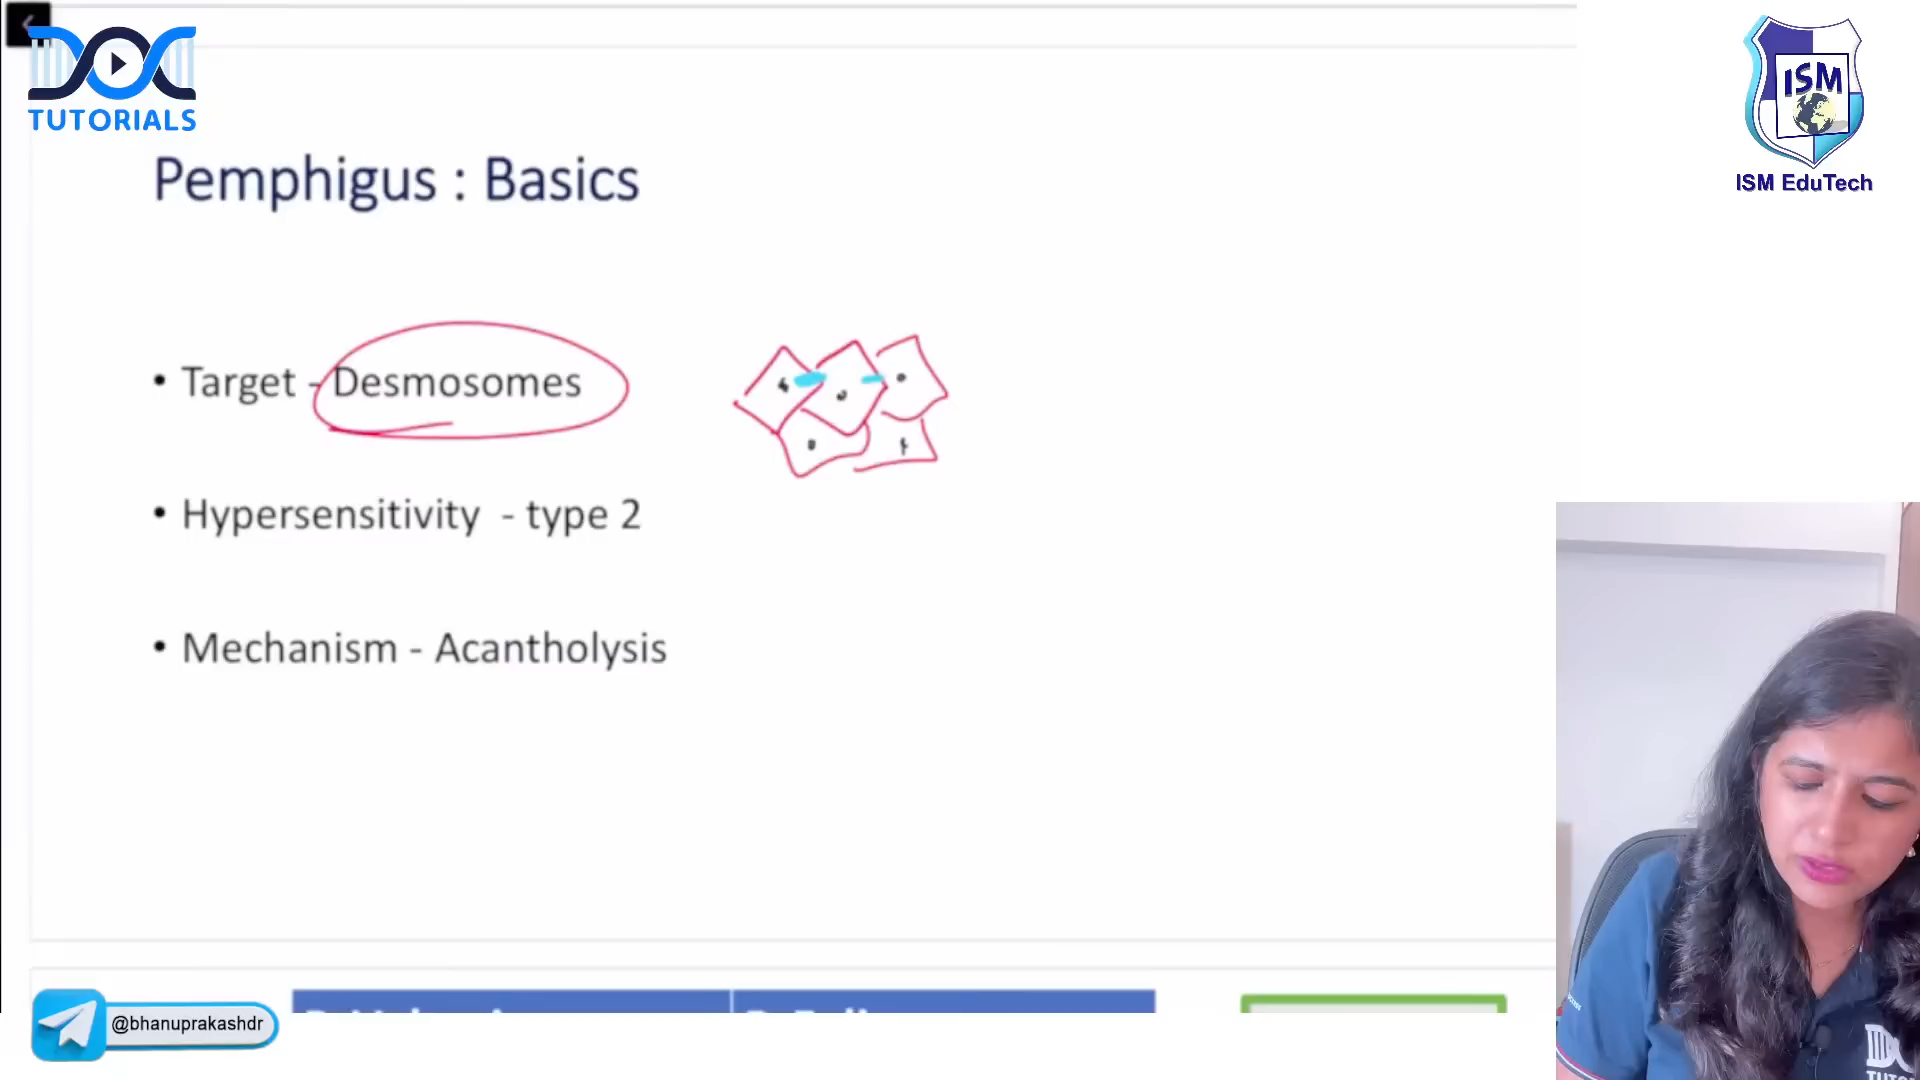 TUTORIALS
ISM
ISM EduTech
Pemphigus : Basics
• Target - Desmosomes
• Hypersensitivity - type 2
• Mechanism - Acantholysis
@bhanuprakashdr